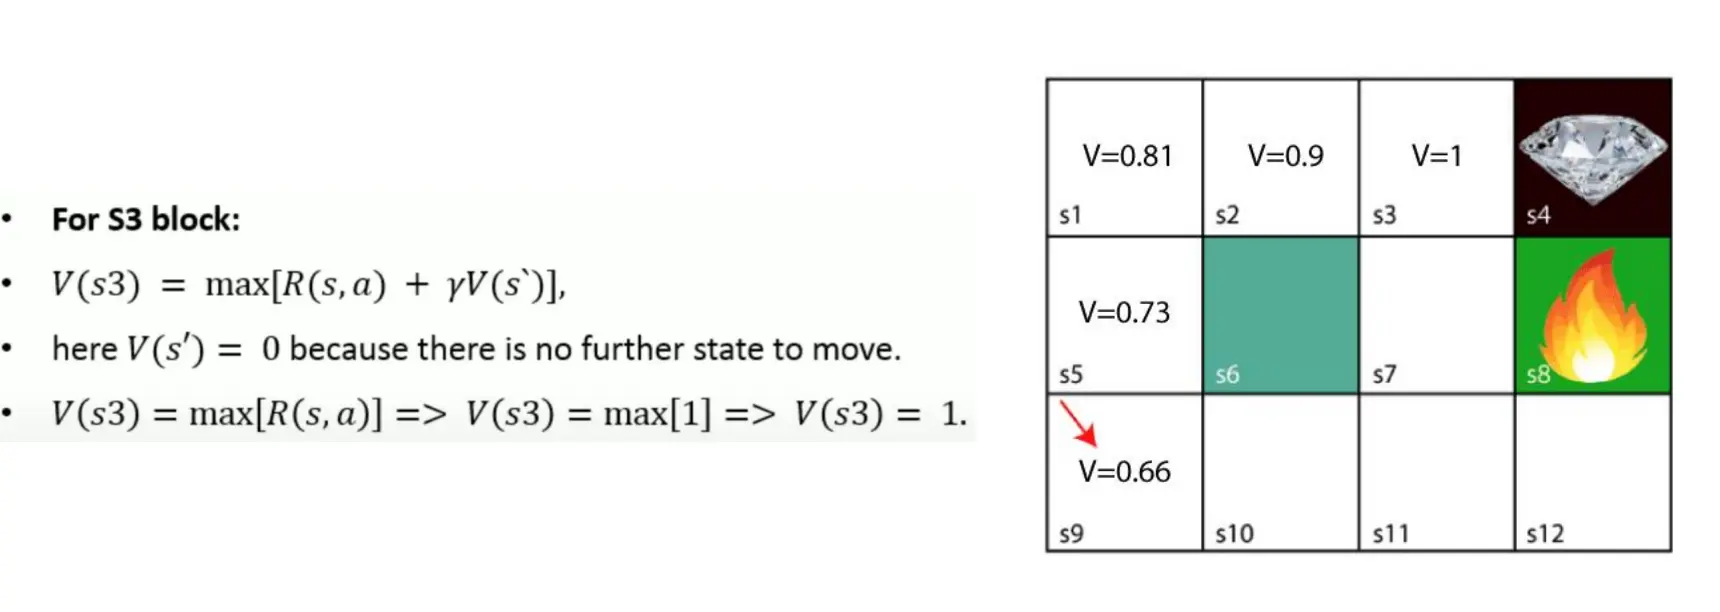 • For S3 block:
• V(s3) = max[R(s, a) + γV(s`)],
• here V(s′) = 0 because there is no further state to move.
• V(s3) = max[R(s, a)] => V(s3) = max[1] => V(s3) = 1.
V=0.81 V=0.9 V=1
s1 s2 s3 s4
V=0.73
s5 s6 s7 s8
V=0.66
s9 s10 s11 s12